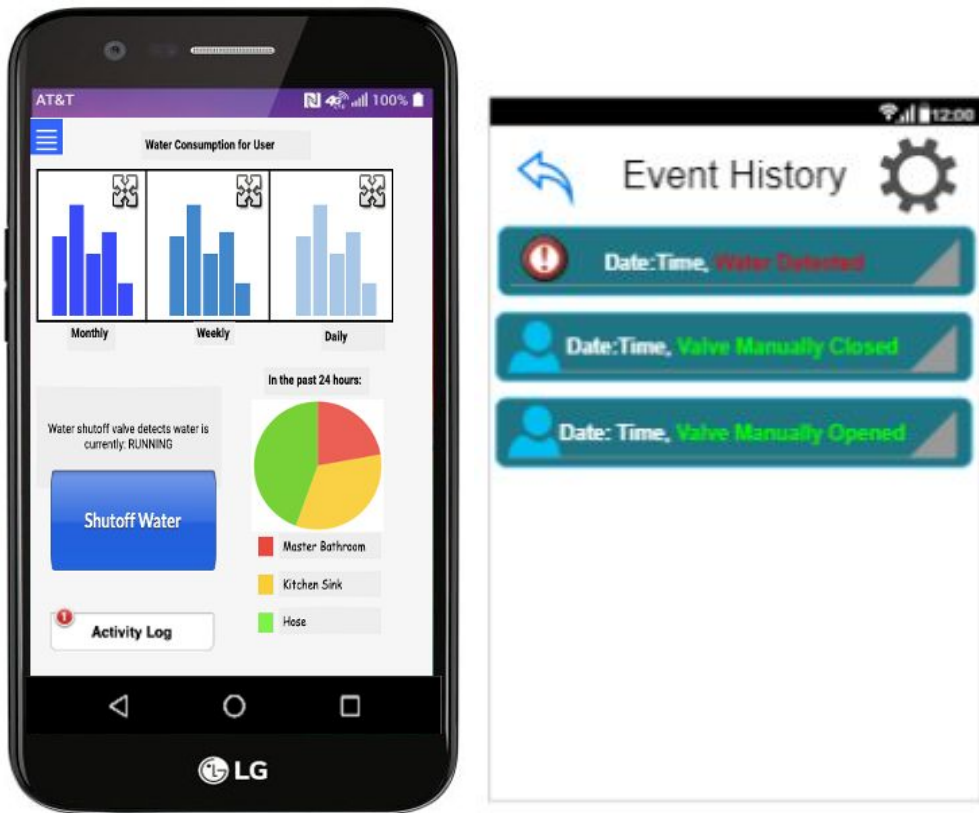 AT&T
4G 100%
Water Consumption for User
Monthly
Weekly
Daily
In the past 24 hours:
Water shutoff valve detects water is
currently: RUNNING
Shutoff Water
Master Bathroom
Kitchen Sink
Hose
1
Activity Log
LG
12:00
Event History
Date:Time, Water Detected
Date:Time, Valve Manually Closed
Date: Time, Valve Manually Opened